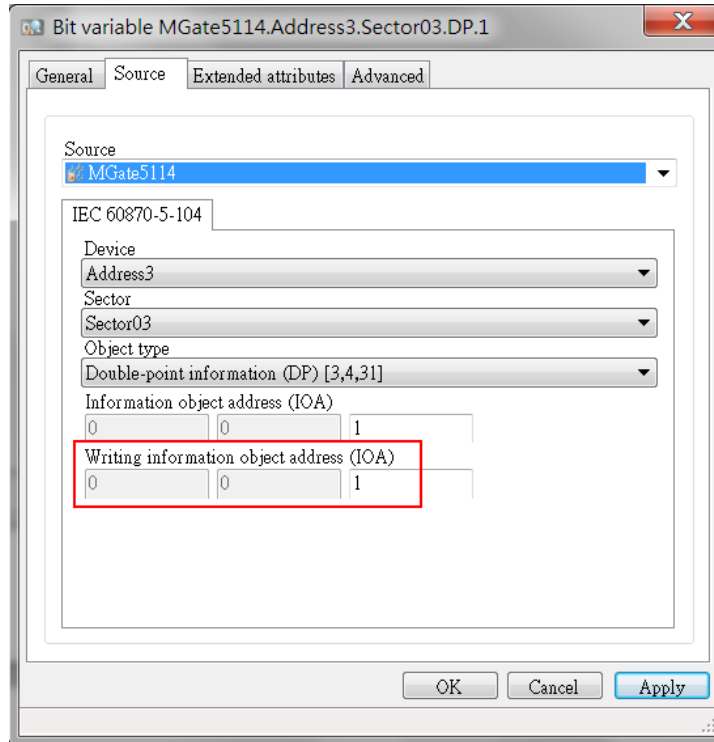 Bit variable MGate5114.Address3.Sector03.DP.1
General Source Extended attributes Advanced
Source
MGate5114
IEC 60870-5-104
Device
Address3
Sector
Sector03
Object type
Double-point information (DP) [3,4,31]
Information object address (IOA)
0 0 1
Writing information object address (IOA)
0 0 1
OK Cancel Apply